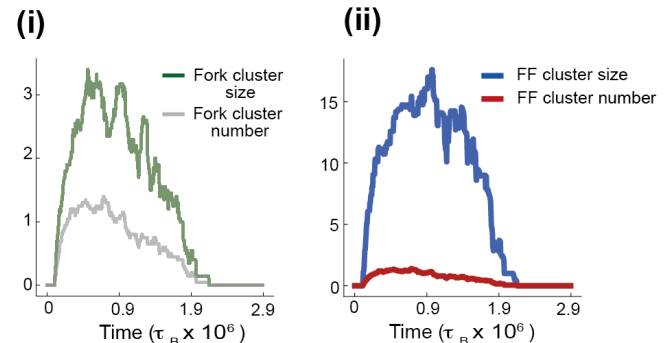 (i)
3
2
1
0
Fork cluster
size
Fork cluster
number
0
0.9
1.9
2.9
Time (τ B x 10⁶)
(ii)
15
10
5
0
FF cluster size
FF cluster number
0
0.9
1.9
2.9
Time (τ B x 10⁶)